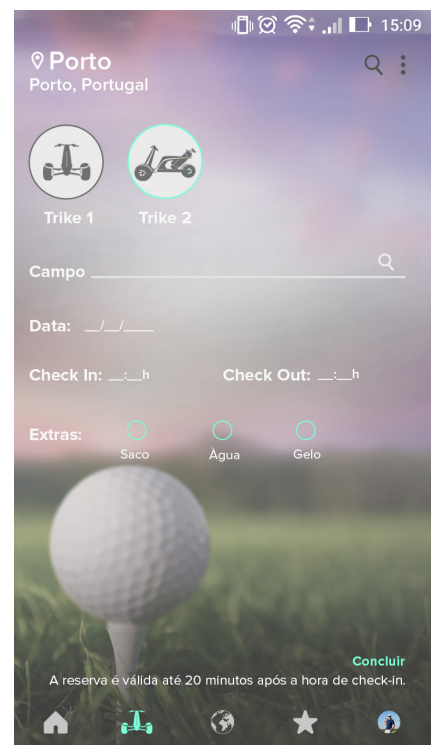 15:09
Porto
Porto, Portugal
Trike 1 Trike 2
Campo
Data: __/__/____
Check In: __:__h Check Out: __:__h
Extras:
Saco Àgua Gelo
Concluir
A reserva é válida até 20 minutos após a hora de check-in.